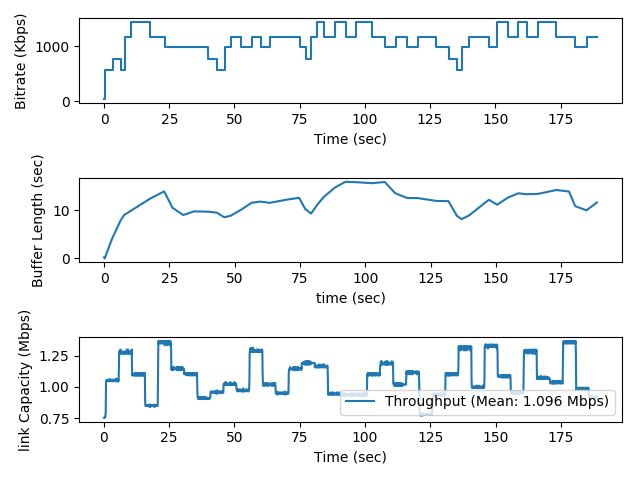 Bitrate (Kbps)
1000
0
0 25 50 75 100 125 150 175
Time (sec)
Buffer Length (sec)
10
0
0 25 50 75 100 125 150 175
time (sec)
link Capacity (Mbps)
1.25
1.00
0.75
Throughput (Mean: 1.096 Mbps)
0 25 50 75 100 125 150 175
Time (sec)